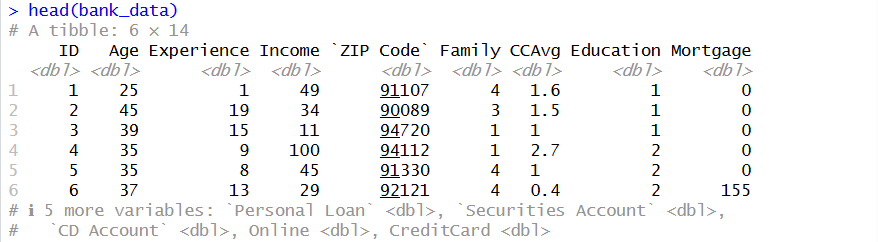 > head(bank_data)
# A tibble: 6 × 14
ID Age Experience Income `ZIP Code` Family CCAvg Education Mortgage
<dbl> <dbl> <dbl> <dbl> <dbl> <dbl> <dbl> <dbl> <dbl>
1 1 25 1 49 91107 4 1.6 1 0
2 2 45 19 34 90089 3 1.5 1 0
3 3 39 15 11 94720 1 1 1 0
4 4 35 9 100 94112 1 2.7 2 0
5 5 35 8 45 91330 4 1 2 0
6 6 37 13 29 92121 4 0.4 2 155
# ℹ 5 more variables: `Personal Loan` <dbl>, `Securities Account` <dbl>,
# `CD Account` <dbl>, Online <dbl>, CreditCard <dbl>